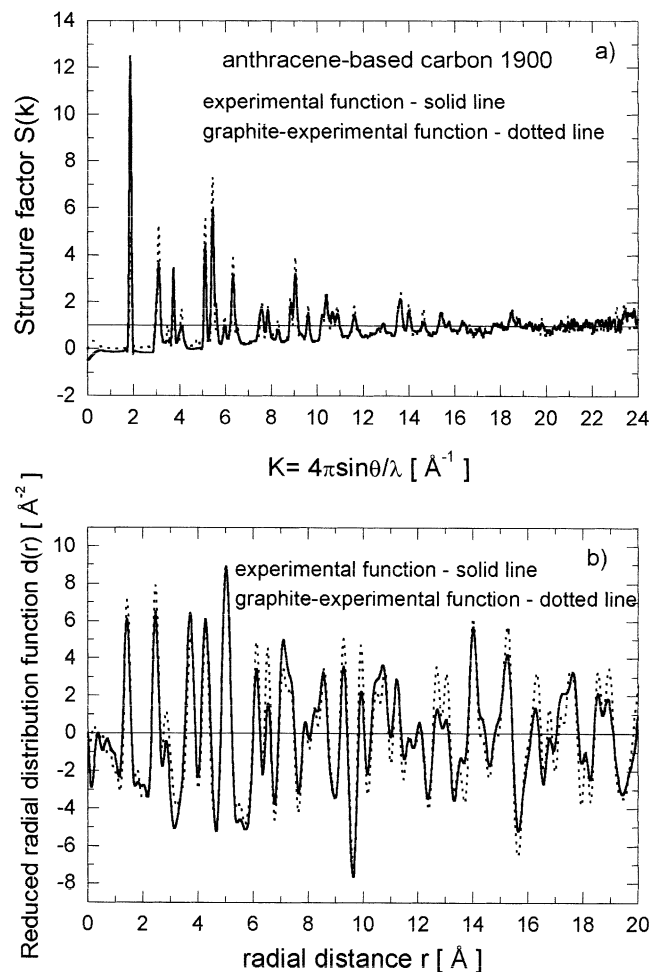 14
12
10
8
6
4
2
0
-2
Structure factor S(k)
anthracene-based carbon 1900
a)
experimental function - solid line
graphite-experimental function - dotted line
0 2 4 6 8 10 12 14 16 18 20 22 24
K= 4πsinθ/λ [ Å⁻¹ ]
10
8
6
4
2
0
-2
-4
-6
-8
Reduced radial distribution function d(r) [ Å⁻² ]
b)
experimental function - solid line
graphite-experimental function - dotted line
0 2 4 6 8 10 12 14 16 18 20
radial distance r [ Å ]